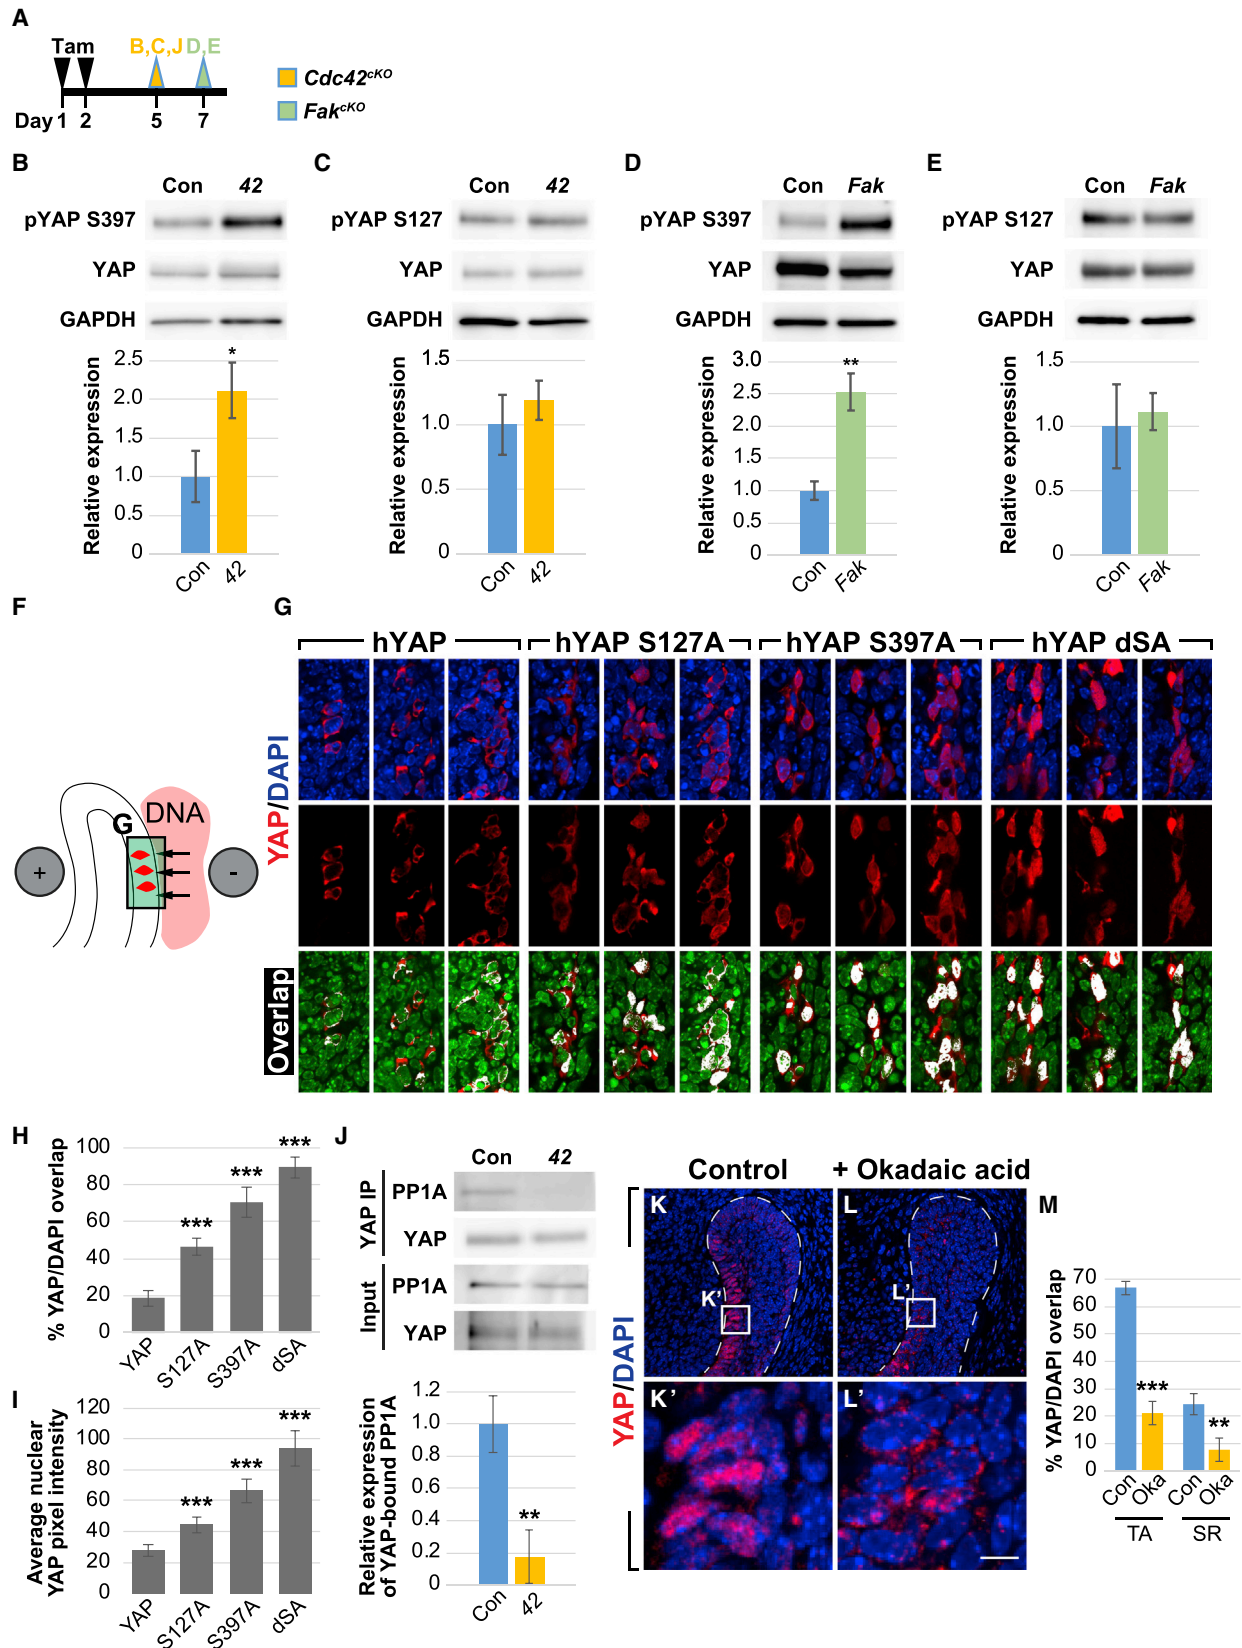 A
Tam
B,C,J D,E
Day 1 2 5 7
Cdc42cKO
FakcKO
B
Con 42
pYAP S397
YAP
GAPDH
Relative expression
2.5
2.0
1.5
1.0
0.5
0
Con 42
C
Con 42
pYAP S127
YAP
GAPDH
Relative expression
1.5
1.0
0.5
0
Con 42
D
Con Fak
pYAP S397
YAP
GAPDH
Relative expression
3.0
2.5
2.0
1.5
1.0
0.5
0
Con Fak
E
Con Fak
pYAP S127
YAP
GAPDH
Relative expression
1.5
1.0
0.5
0
Con Fak
*
**
F
G DNA
+ -
G
hYAP hYAP S127A hYAP S397A hYAP dSA
YAP/DAPI
Overlap
H
% YAP/DAPI overlap
100
80
60
40
20
0
*** *** ***
YAP S127A S397A dSA
I
Average nuclear
YAP pixel intensity
120
100
80
60
40
20
0
*** *** ***
YAP S127A S397A dSA
J
Con 42
YAP IP
PP1A
YAP
Input
PP1A
YAP
Relative expression
of YAP-bound PP1A
1.2
1.0
0.8
0.6
0.4
0.2
0
**
Con 42
Control + Okadaic acid
YAP/DAPI
K L
K' L'
K' L'
M
% YAP/DAPI overlap
70
60
50
40
30
20
10
0
*** **
Con Oka Con Oka
TA SR